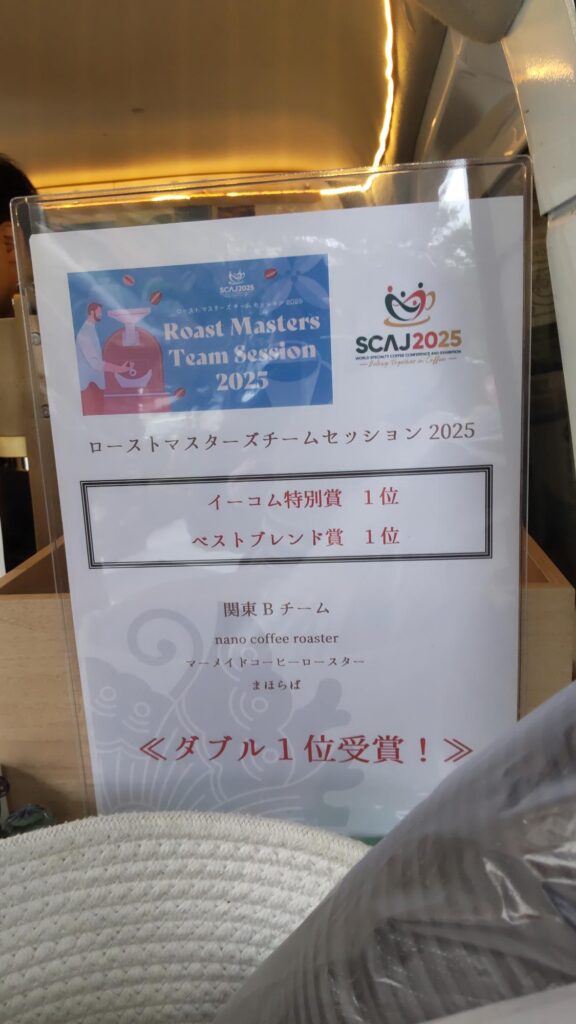 SCAJ2025
ローストマスターズチームセッション2025
Roast Masters
Team Session
2025
SCAJ2025
WORLD SPECIALTY COFFEE CONFERENCE AND EXHIBITION
ローストマスターズチームセッション2025
イーコム特別賞 1位
ベストブレンド賞 1位
関東Bチーム
nano coffee roaster
マーメイドコーヒーロースター
まほらば
≪ダブル1位受賞！≫